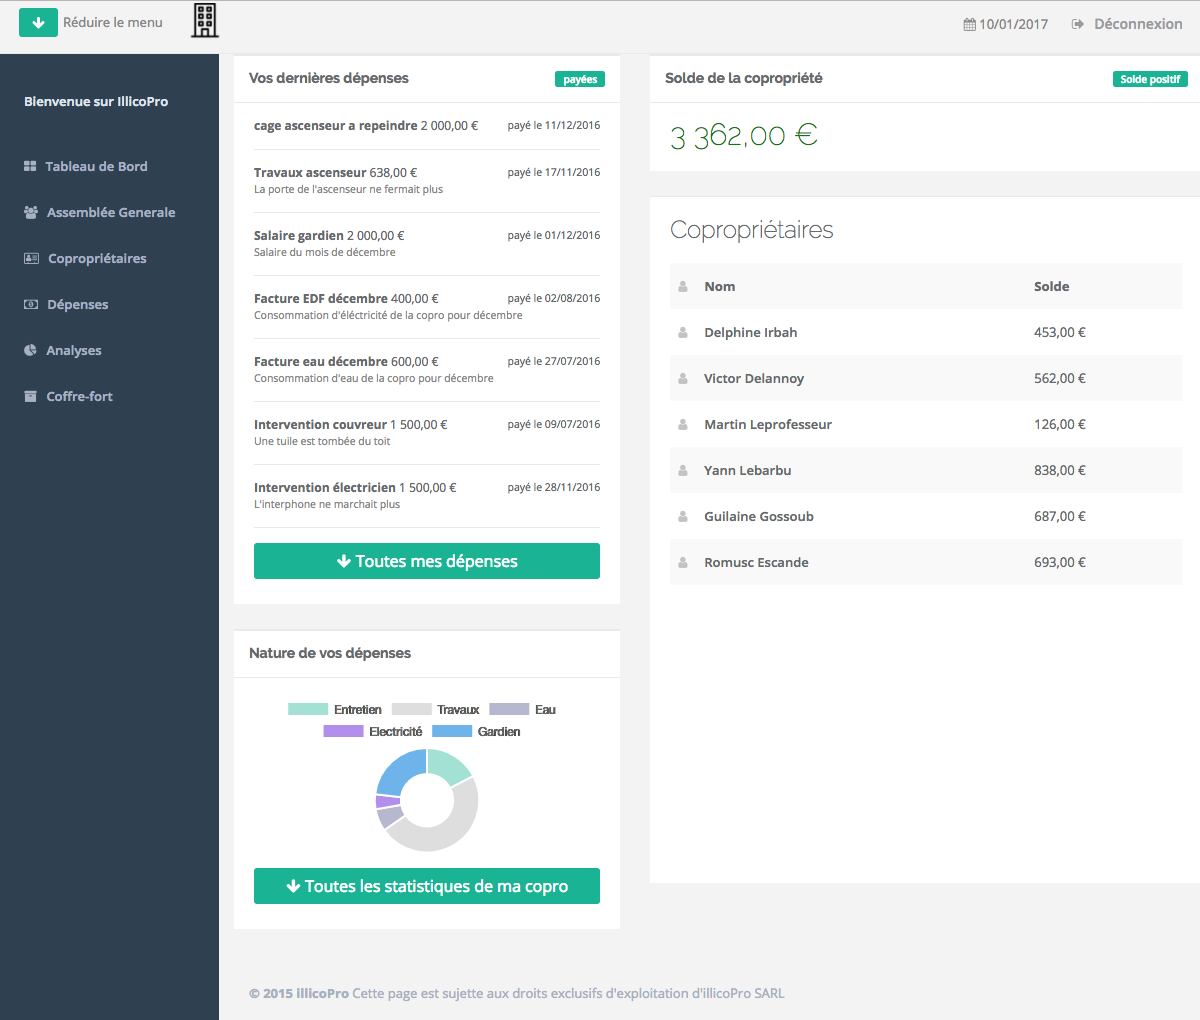 Réduire le menu
10/01/2017
Déconnexion
Bienvenue sur IllicoPro
Tableau de Bord
Assemblée Generale
Copropriétaires
Dépenses
Analyses
Coffre-fort
Vos dernières dépenses
payées
cage ascenseur a repeindre 2 000,00 €
payé le 11/12/2016
Travaux ascenseur 638,00 €
payé le 17/11/2016
La porte de l'ascenseur ne fermait plus
Salaire gardien 2 000,00 €
payé le 01/12/2016
Salaire du mois de décembre
Facture EDF décembre 400,00 €
payé le 02/08/2016
Consommation d'éléctricité de la copro pour décembre
Facture eau décembre 600,00 €
payé le 27/07/2016
Consommation d'eau de la copro pour décembre
Intervention couvreur 1 500,00 €
payé le 09/07/2016
Une tuile est tombée du toit
Intervention électricien 1 500,00 €
payé le 28/11/2016
L'interphone ne marchait plus
Toutes mes dépenses
Nature de vos dépenses
Entretien Travaux Eau
Electricité Gardien
Toutes les statistiques de ma copro
Solde de la copropriété
Solde positif
3 362,00 €
Copropriétaires
Nom Solde
Delphine Irbah 453,00 €
Victor Delannoy 562,00 €
Martin Leprofesseur 126,00 €
Yann Lebarbu 838,00 €
Guilaine Gossoub 687,00 €
Romusc Escande 693,00 €
© 2015 illicoPro Cette page est sujette aux droits exclusifs d'exploitation d'illicoPro SARL